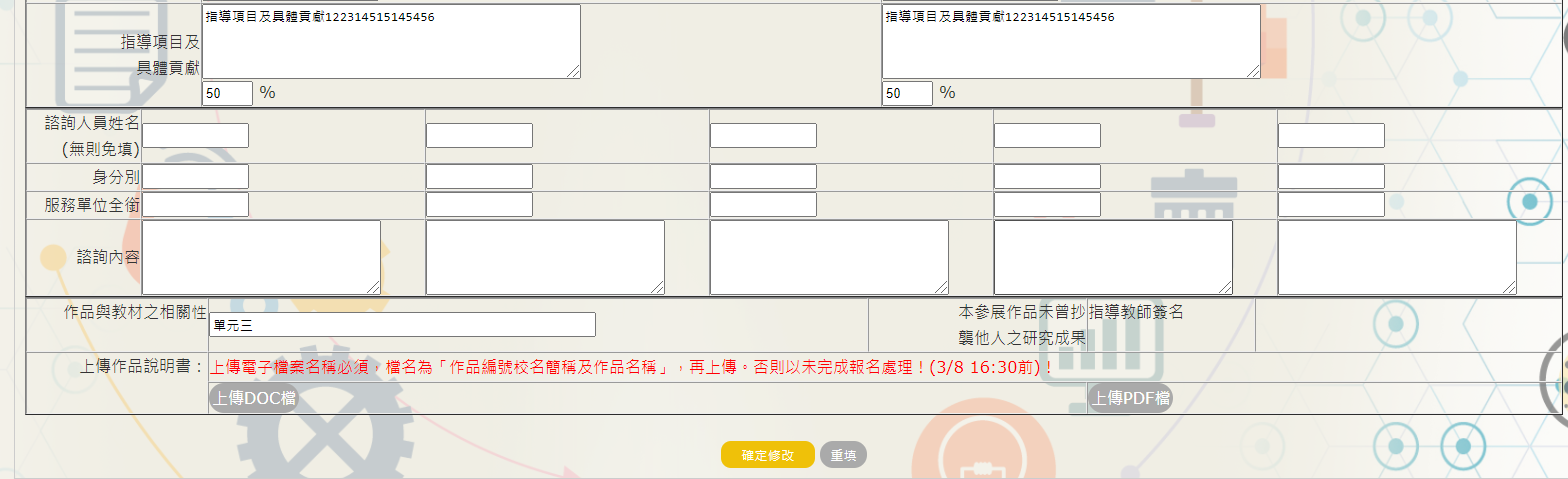 指導項目及具體貢獻122314515145456
指導項目及具體貢獻122314515145456
指導項目及
具體貢獻
50 %
50 %
諮詢人員姓名
(無則免填)
身分別
服務單位全銜
諮詢內容
作品與教材之相關性
單元三
本參展作品未曾抄
襲他人之研究成果
指導教師簽名
上傳作品說明書：
上傳電子檔案名稱必須，檔名為「作品編號校名簡稱及作品名稱」，再上傳。否則以未完成報名處理！(3/8 16:30前)！
上傳DOC檔
上傳PDF檔
確定修改
重填